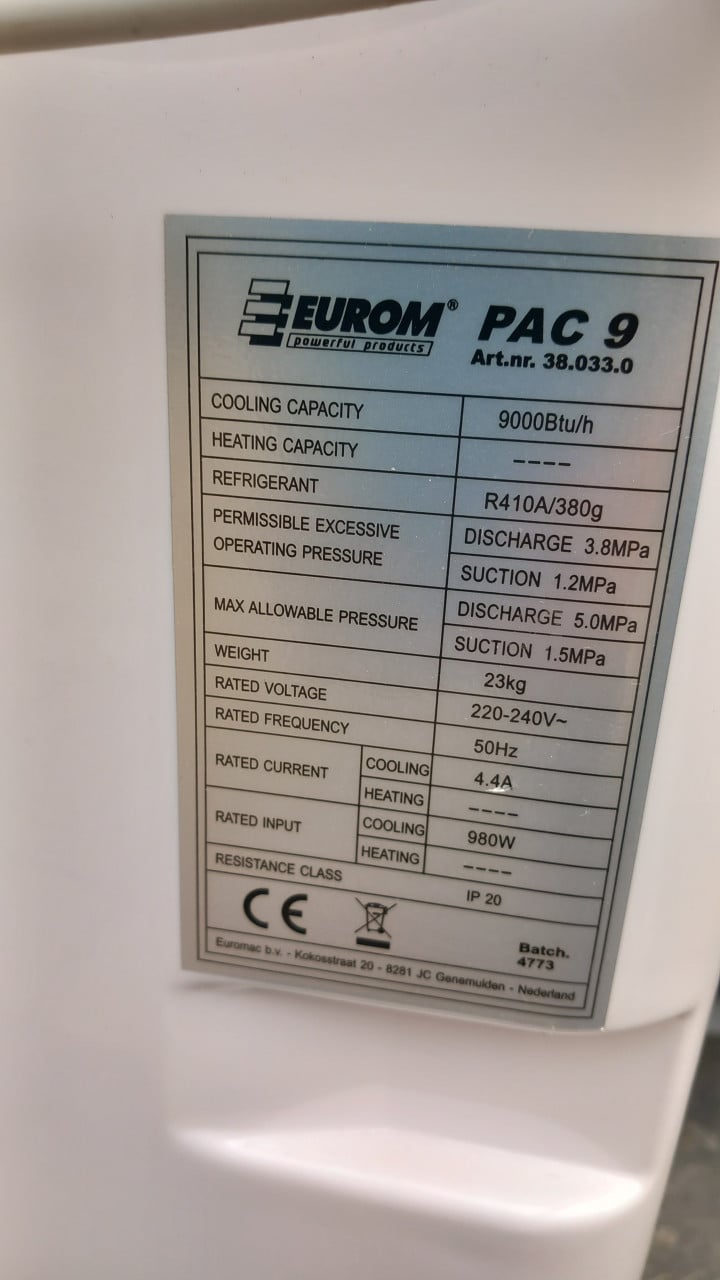 EUROM® PAC 9
powerful products
Art.nr. 38.033.0
COOLING CAPACITY 9000Btu/h
HEATING CAPACITY ----
REFRIGERANT R410A/380g
PERMISSIBLE EXCESSIVE OPERATING PRESSURE DISCHARGE 3.8MPa
SUCTION 1.2MPa
MAX ALLOWABLE PRESSURE DISCHARGE 5.0MPa
SUCTION 1.5MPa
WEIGHT 23kg
RATED VOLTAGE 220-240V~
RATED FREQUENCY 50Hz
RATED CURRENT COOLING 4.4A
HEATING ----
RATED INPUT COOLING 980W
HEATING ----
RESISTANCE CLASS IP 20
CE
Batch.
4773
Euromac b.v. - Kokosstraat 20 - 8281 JC Genemuiden - Nederland